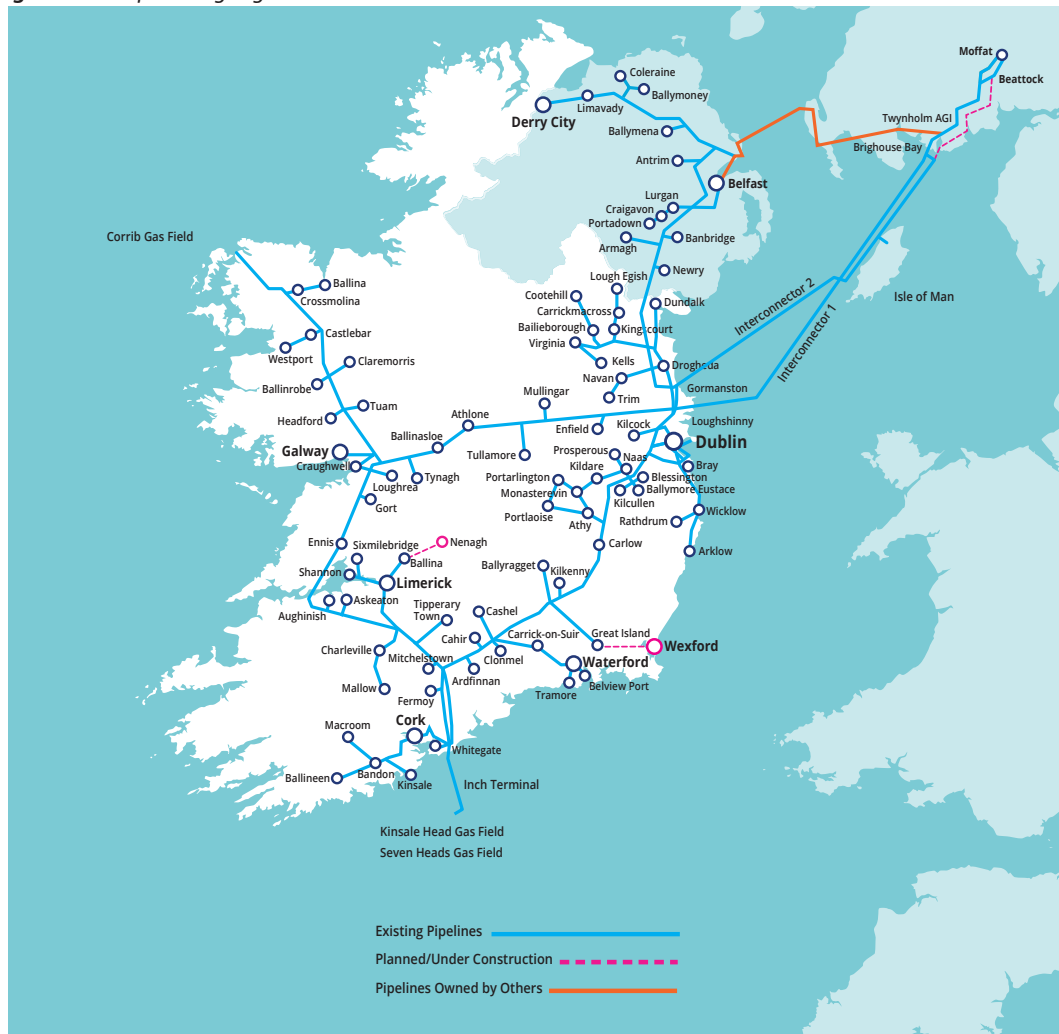 Moffat
Beattock
Coleraine
Ballymoney
Limavady
Derry City
Ballymena
Twynholm AGI
Brighouse Bay
Antrim
Belfast
Lurgan
Craigavon
Portadown
Armagh
Banbridge
Newry
Corrib Gas Field
Ballina
Crossmolina
Lough Egish
Cootehill
Carrickmacross
Dundalk
Bailieborough
Kingscourt
Virginia
Interconnector 2
Isle of Man
Interconnector 1
Castlebar
Westport
Claremorris
Ballinrobe
Kells
Drogheda
Navan
Trim
Gormanston
Mullingar
Tuam
Headford
Athlone
Enfield
Kilcock
Loughshinny
Dublin
Ballinasloe
Galway
Craughwell
Tullamore
Prosperous
Naas
Bray
Loughrea
Tynagh
Kildare
Portarlington
Blessington
Monasterevin
Ballymore Eustace
Kilcullen
Gort
Portlaoise
Athy
Rathdrum
Wicklow
Ennis
Sixmilebridge
Nenagh
Carlow
Arklow
Ballina
Shannon
Limerick
Ballyragget
Kilkenny
Askeaton
Aughinish
Tipperary
Town
Cashel
Cahir
Carrick-on-Suir
Great Island
Wexford
Charleville
Mitchelstown
Clonmel
Waterford
Ardfinnan
Mallow
Fermoy
Tramore
Belview Port
Macroom
Cork
Whitegate
Ballineen
Bandon
Kinsale
Inch Terminal
Kinsale Head Gas Field
Seven Heads Gas Field
Existing Pipelines
Planned/Under Construction
Pipelines Owned by Others